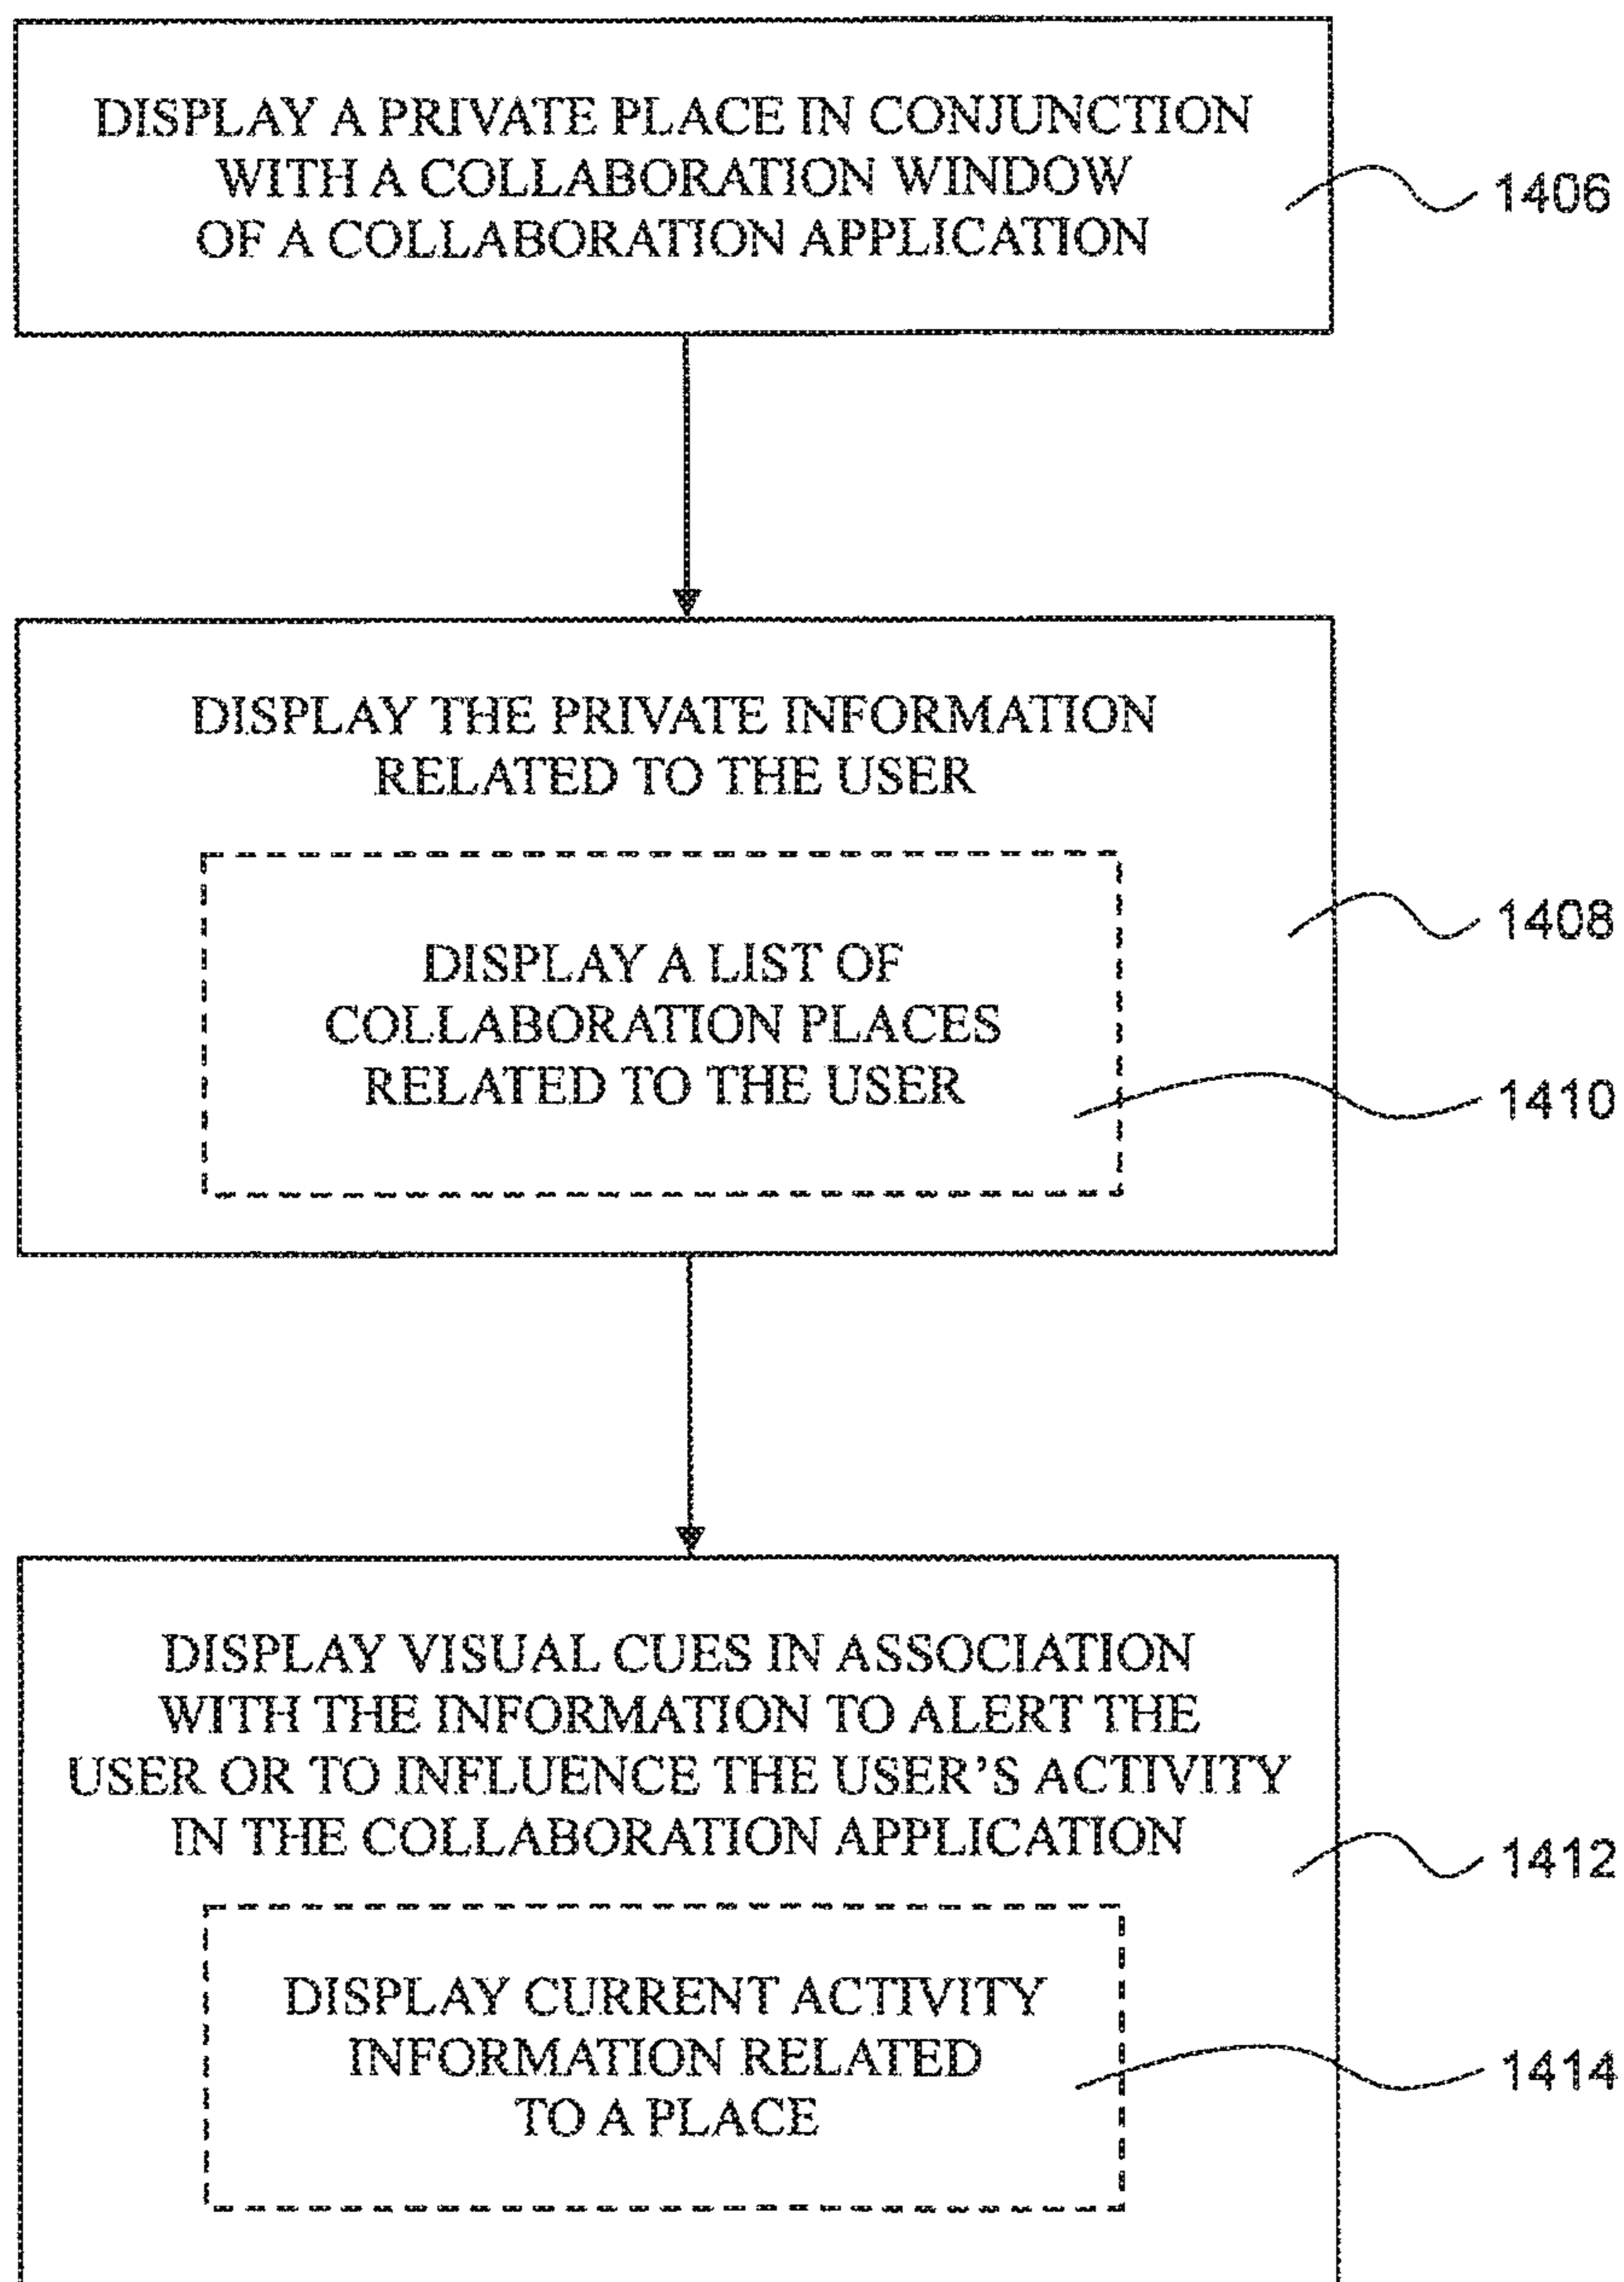 DISPLAY A PRIVATE PLACE IN CONJUNCTION
WITH A COLLABORATION WINDOW
OF A COLLABORATION APPLICATION
1406
DISPLAY THE PRIVATE INFORMATION
RELATED TO THE USER
1408
DISPLAY A LIST OF
COLLABORATION PLACES
RELATED TO THE USER
1410
DISPLAY VISUAL CUES IN ASSOCIATION
WITH THE INFORMATION TO ALERT THE
USER OR TO INFLUENCE THE USER'S ACTIVITY
IN THE COLLABORATION APPLICATION
1412
DISPLAY CURRENT ACTIVITY
INFORMATION RELATED
TO A PLACE
1414